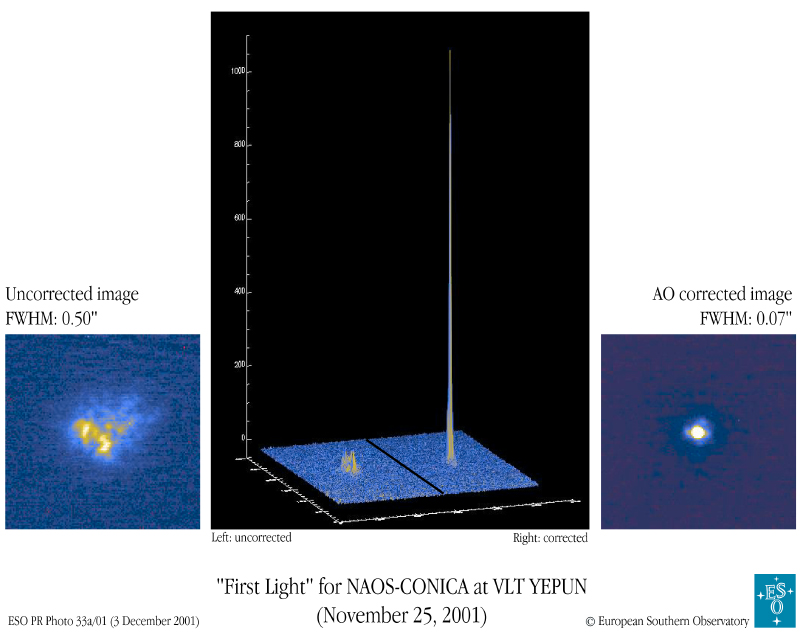 1000
800
600
400
200
0
Uncorrected image
FWHM: 0.50"
AO corrected image
FWHM: 0.07"
Left: uncorrected
Right: corrected
"First Light" for NAOS-CONICA at VLT YEPUN
(November 25, 2001)
ESO PR Photo 33a/01 (3 December 2001)
© European Southern Observatory
ESO